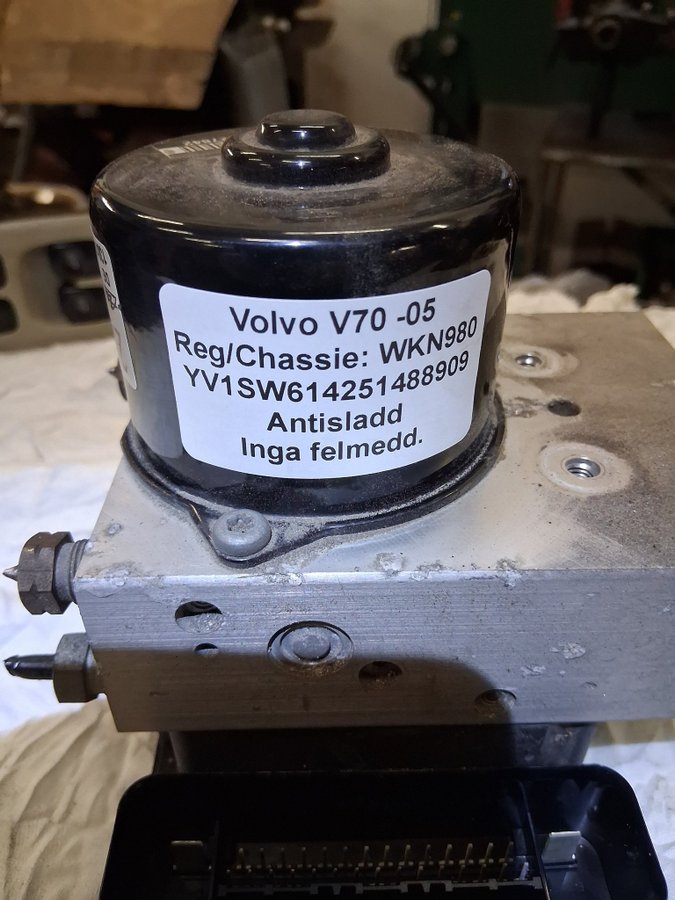 Volvo V70 -05
Reg/Chassie: WKN980
YV1SW614251488909
Antisladd
Inga felmedd.